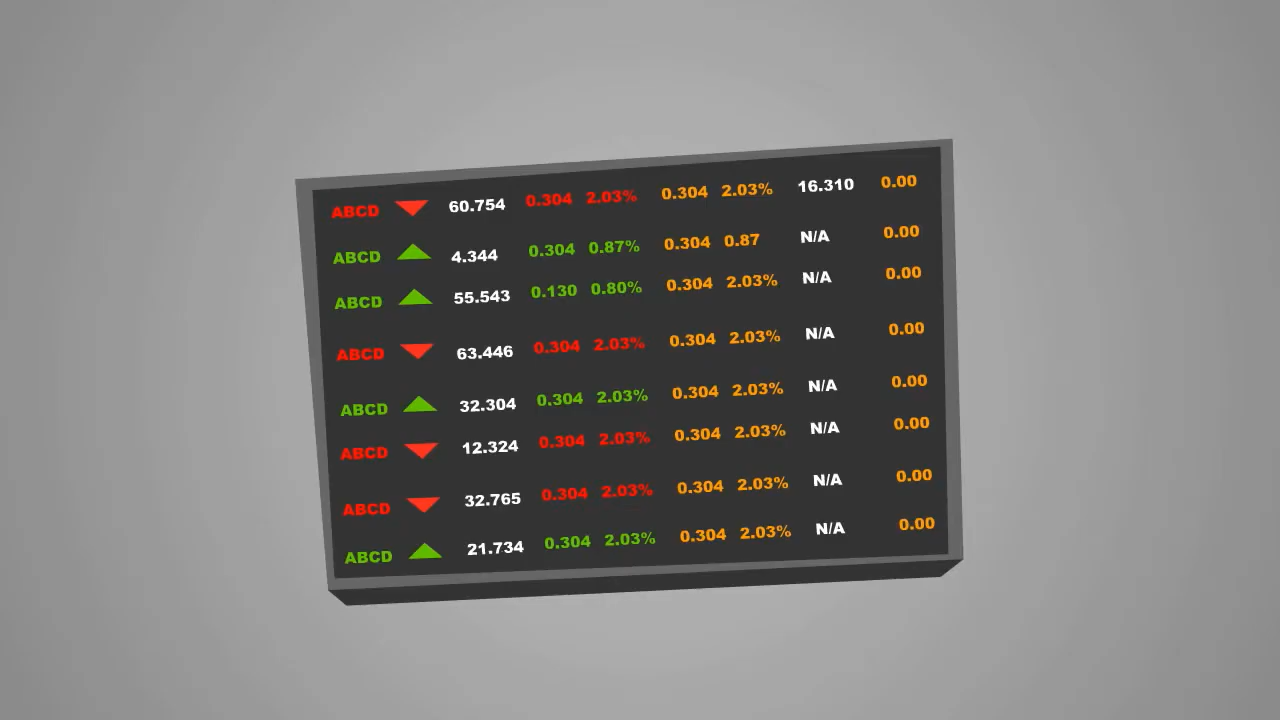 ABCD 60.754 0.304 2.03% 0.304 2.03% 16.310 0.00
ABCD 4.344 0.304 0.87% 0.304 0.87 N/A 0.00
ABCD 55.543 0.130 0.80% 0.304 2.03% N/A 0.00
ABCD 63.446 0.304 2.03% 0.304 2.03% N/A 0.00
ABCD 32.304 0.304 2.03% 0.304 2.03% N/A 0.00
ABCD 12.324 0.304 2.03% 0.304 2.03% N/A 0.00
ABCD 32.765 0.304 2.03% 0.304 2.03% N/A 0.00
ABCD 21.734 0.304 2.03% 0.304 2.03% N/A 0.00